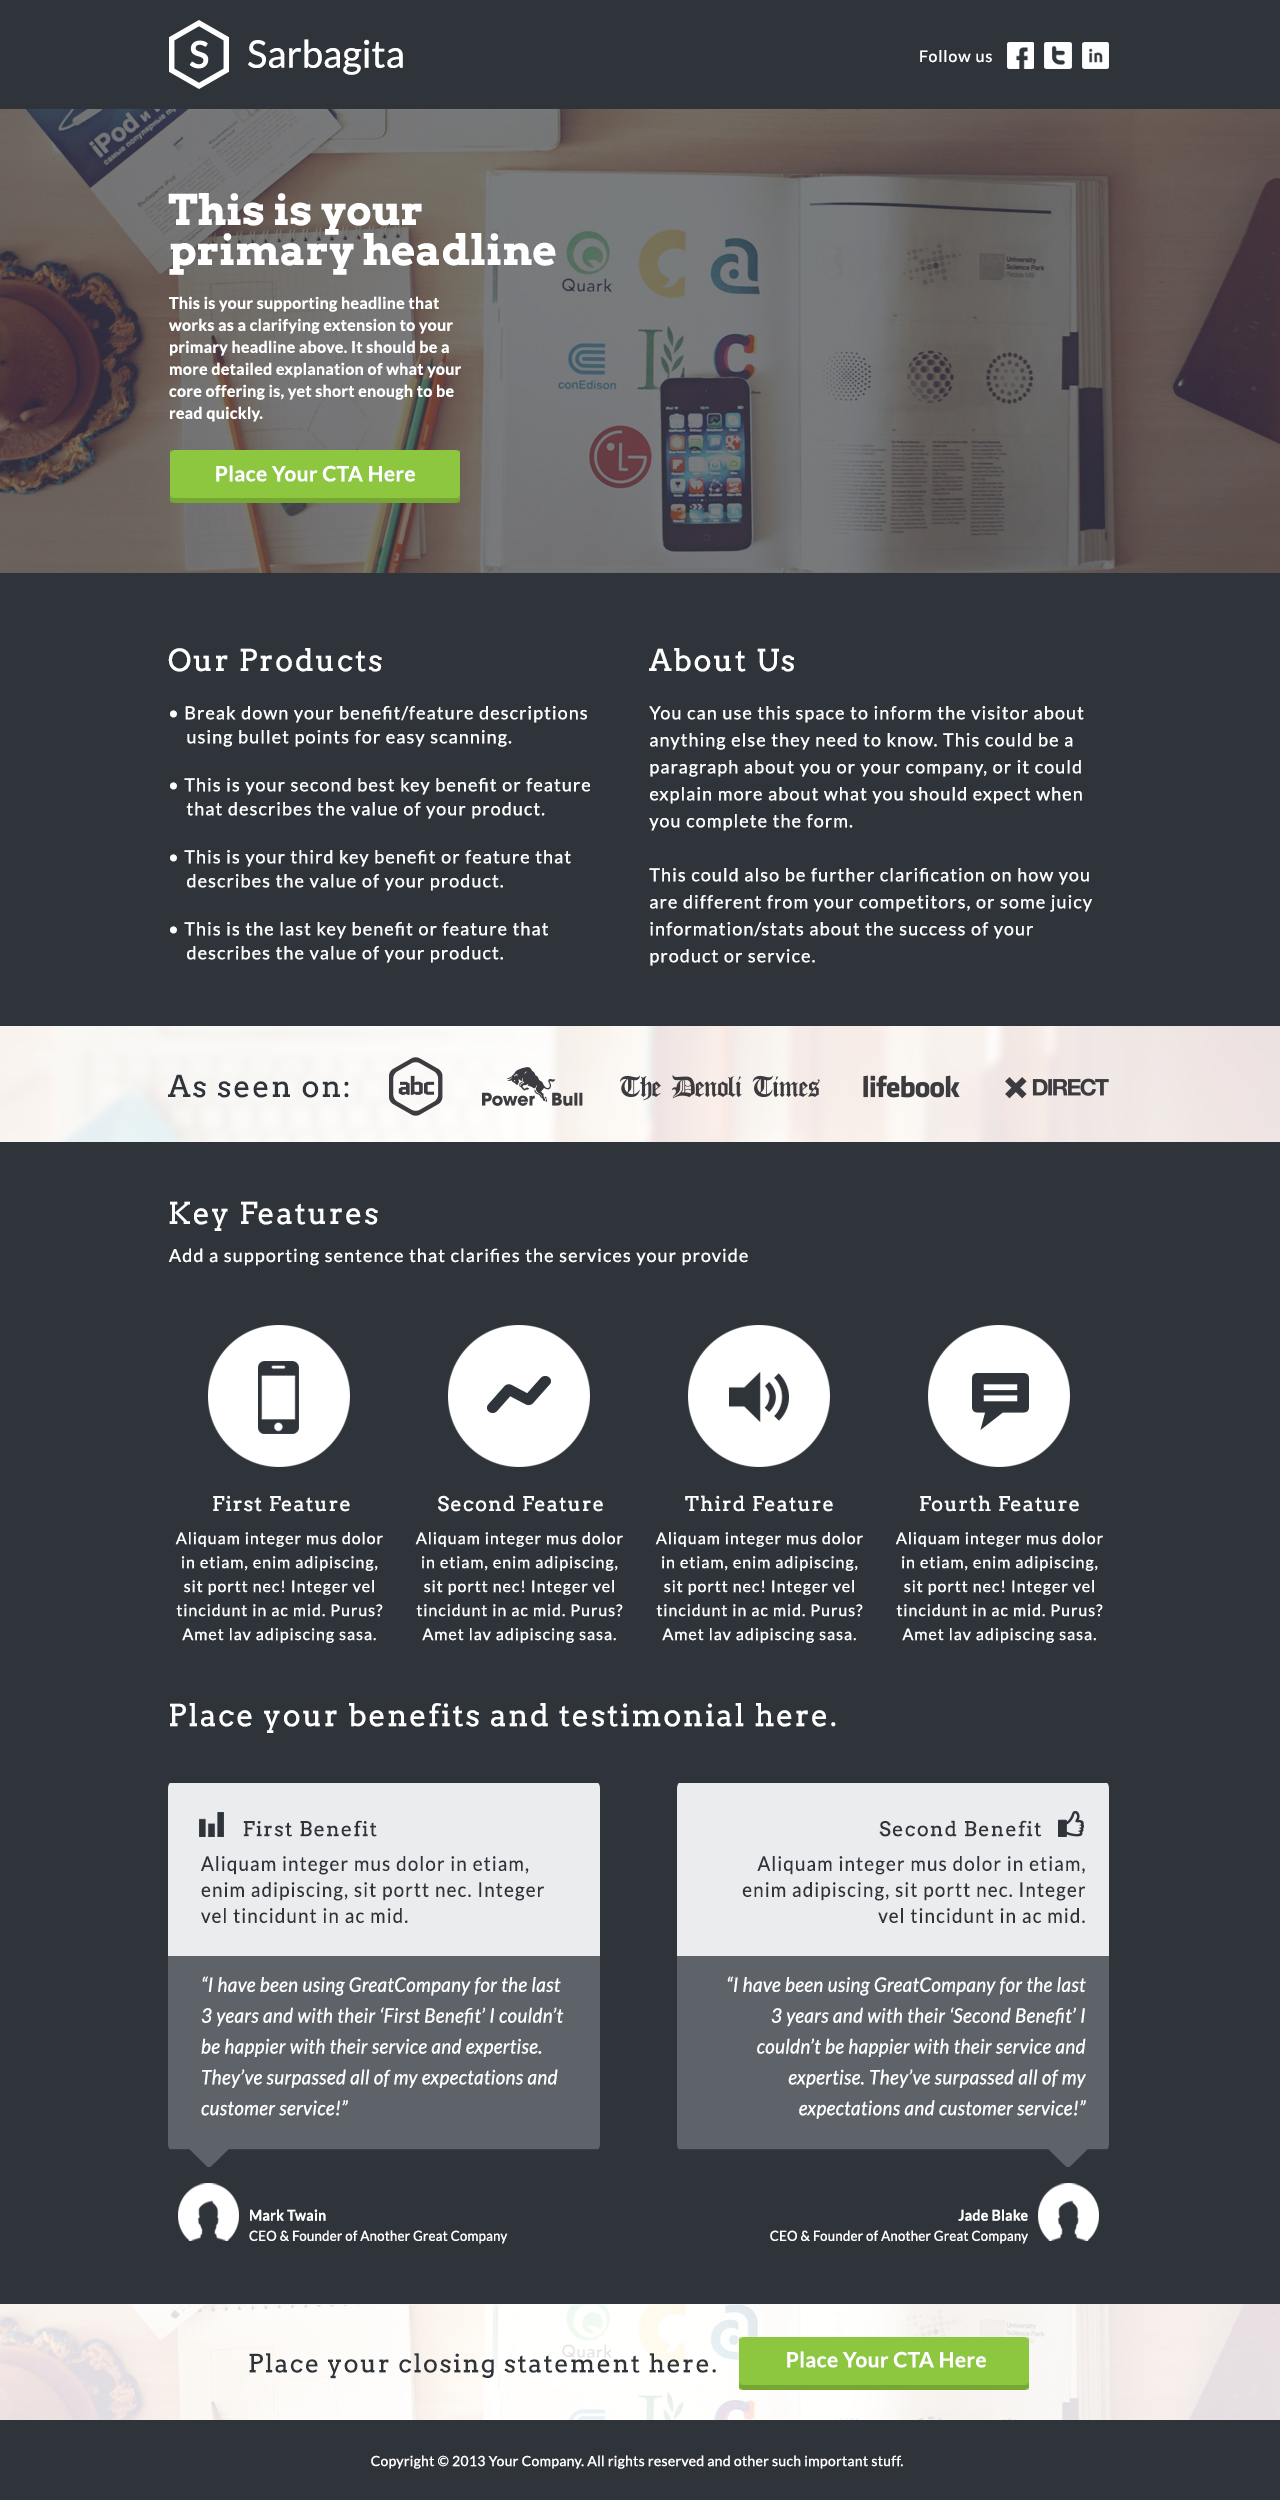 S
Sarbagita
Follow us
in
iPod и
самые популярные
This is your
primary headline
This is your supporting headline that
works as a clarifying extension to your
primary headline above. It should be a
more detailed explanation of what your
core offering is, yet short enough to be
read quickly.
Place Your CTA Here
Quark
conEdison
LG
University
Science Park
Our Products
• Break down your benefit/feature descriptions
using bullet points for easy scanning.
• This is your second best key benefit or feature
that describes the value of your product.
• This is your third key benefit or feature that
describes the value of your product.
• This is the last key benefit or feature that
describes the value of your product.
About Us
You can use this space to inform the visitor about
anything else they need to know. This could be a
paragraph about you or your company, or it could
explain more about what you should expect when
you complete the form.
This could also be further clarification on how you
are different from your competitors, or some juicy
information/stats about the success of your
product or service.
As seen on:
abc
Power Bull
The Denoli Times
lifebook
DIRECT
Key Features
Add a supporting sentence that clarifies the services your provide
First Feature
Aliquam integer mus dolor
in etiam, enim adipiscing,
sit portt nec! Integer vel
tincidunt in ac mid. Purus?
Amet lav adipiscing sasa.
Second Feature
Aliquam integer mus dolor
in etiam, enim adipiscing,
sit portt nec! Integer vel
tincidunt in ac mid. Purus?
Amet lav adipiscing sasa.
Third Feature
Aliquam integer mus dolor
in etiam, enim adipiscing,
sit portt nec! Integer vel
tincidunt in ac mid. Purus?
Amet lav adipiscing sasa.
Fourth Feature
Aliquam integer mus dolor
in etiam, enim adipiscing,
sit portt nec! Integer vel
tincidunt in ac mid. Purus?
Amet lav adipiscing sasa.
Place your benefits and testimonial here.
First Benefit
Aliquam integer mus dolor in etiam,
enim adipiscing, sit portt nec. Integer
vel tincidunt in ac mid.
“I have been using GreatCompany for the last
3 years and with their ‘First Benefit’ I couldn’t
be happier with their service and expertise.
They’ve surpassed all of my expectations and
customer service!”
Mark Twain
CEO & Founder of Another Great Company
Second Benefit
Aliquam integer mus dolor in etiam,
enim adipiscing, sit portt nec. Integer
vel tincidunt in ac mid.
“I have been using GreatCompany for the last
3 years and with their ‘Second Benefit’ I
couldn’t be happier with their service and
expertise. They’ve surpassed all of my
expectations and customer service!”
Jade Blake
CEO & Founder of Another Great Company
Quark
Place your closing statement here.
Place Your CTA Here
Copyright © 2013 Your Company. All rights reserved and other such important stuff.